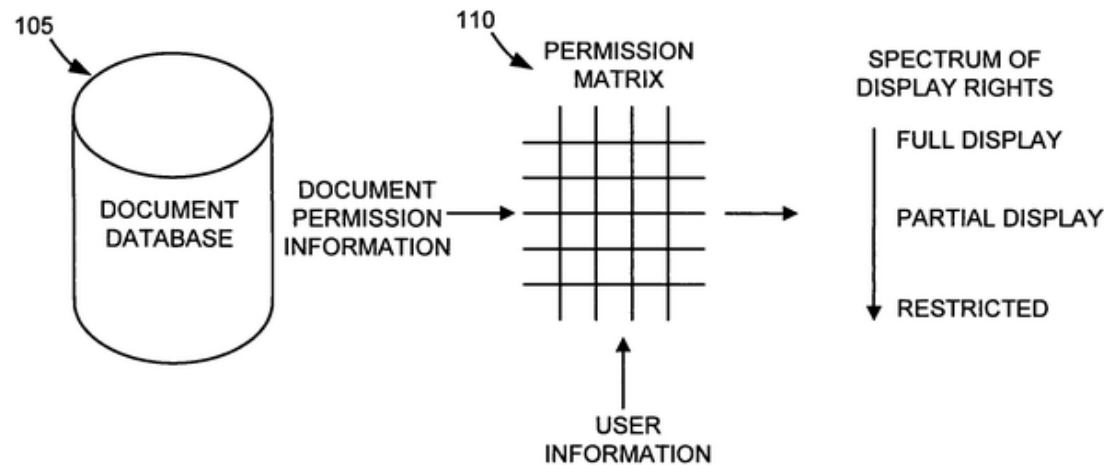 105
DOCUMENT
DATABASE
DOCUMENT
PERMISSION
INFORMATION
110
PERMISSION
MATRIX
USER
INFORMATION
SPECTRUM OF
DISPLAY RIGHTS
FULL DISPLAY
PARTIAL DISPLAY
RESTRICTED